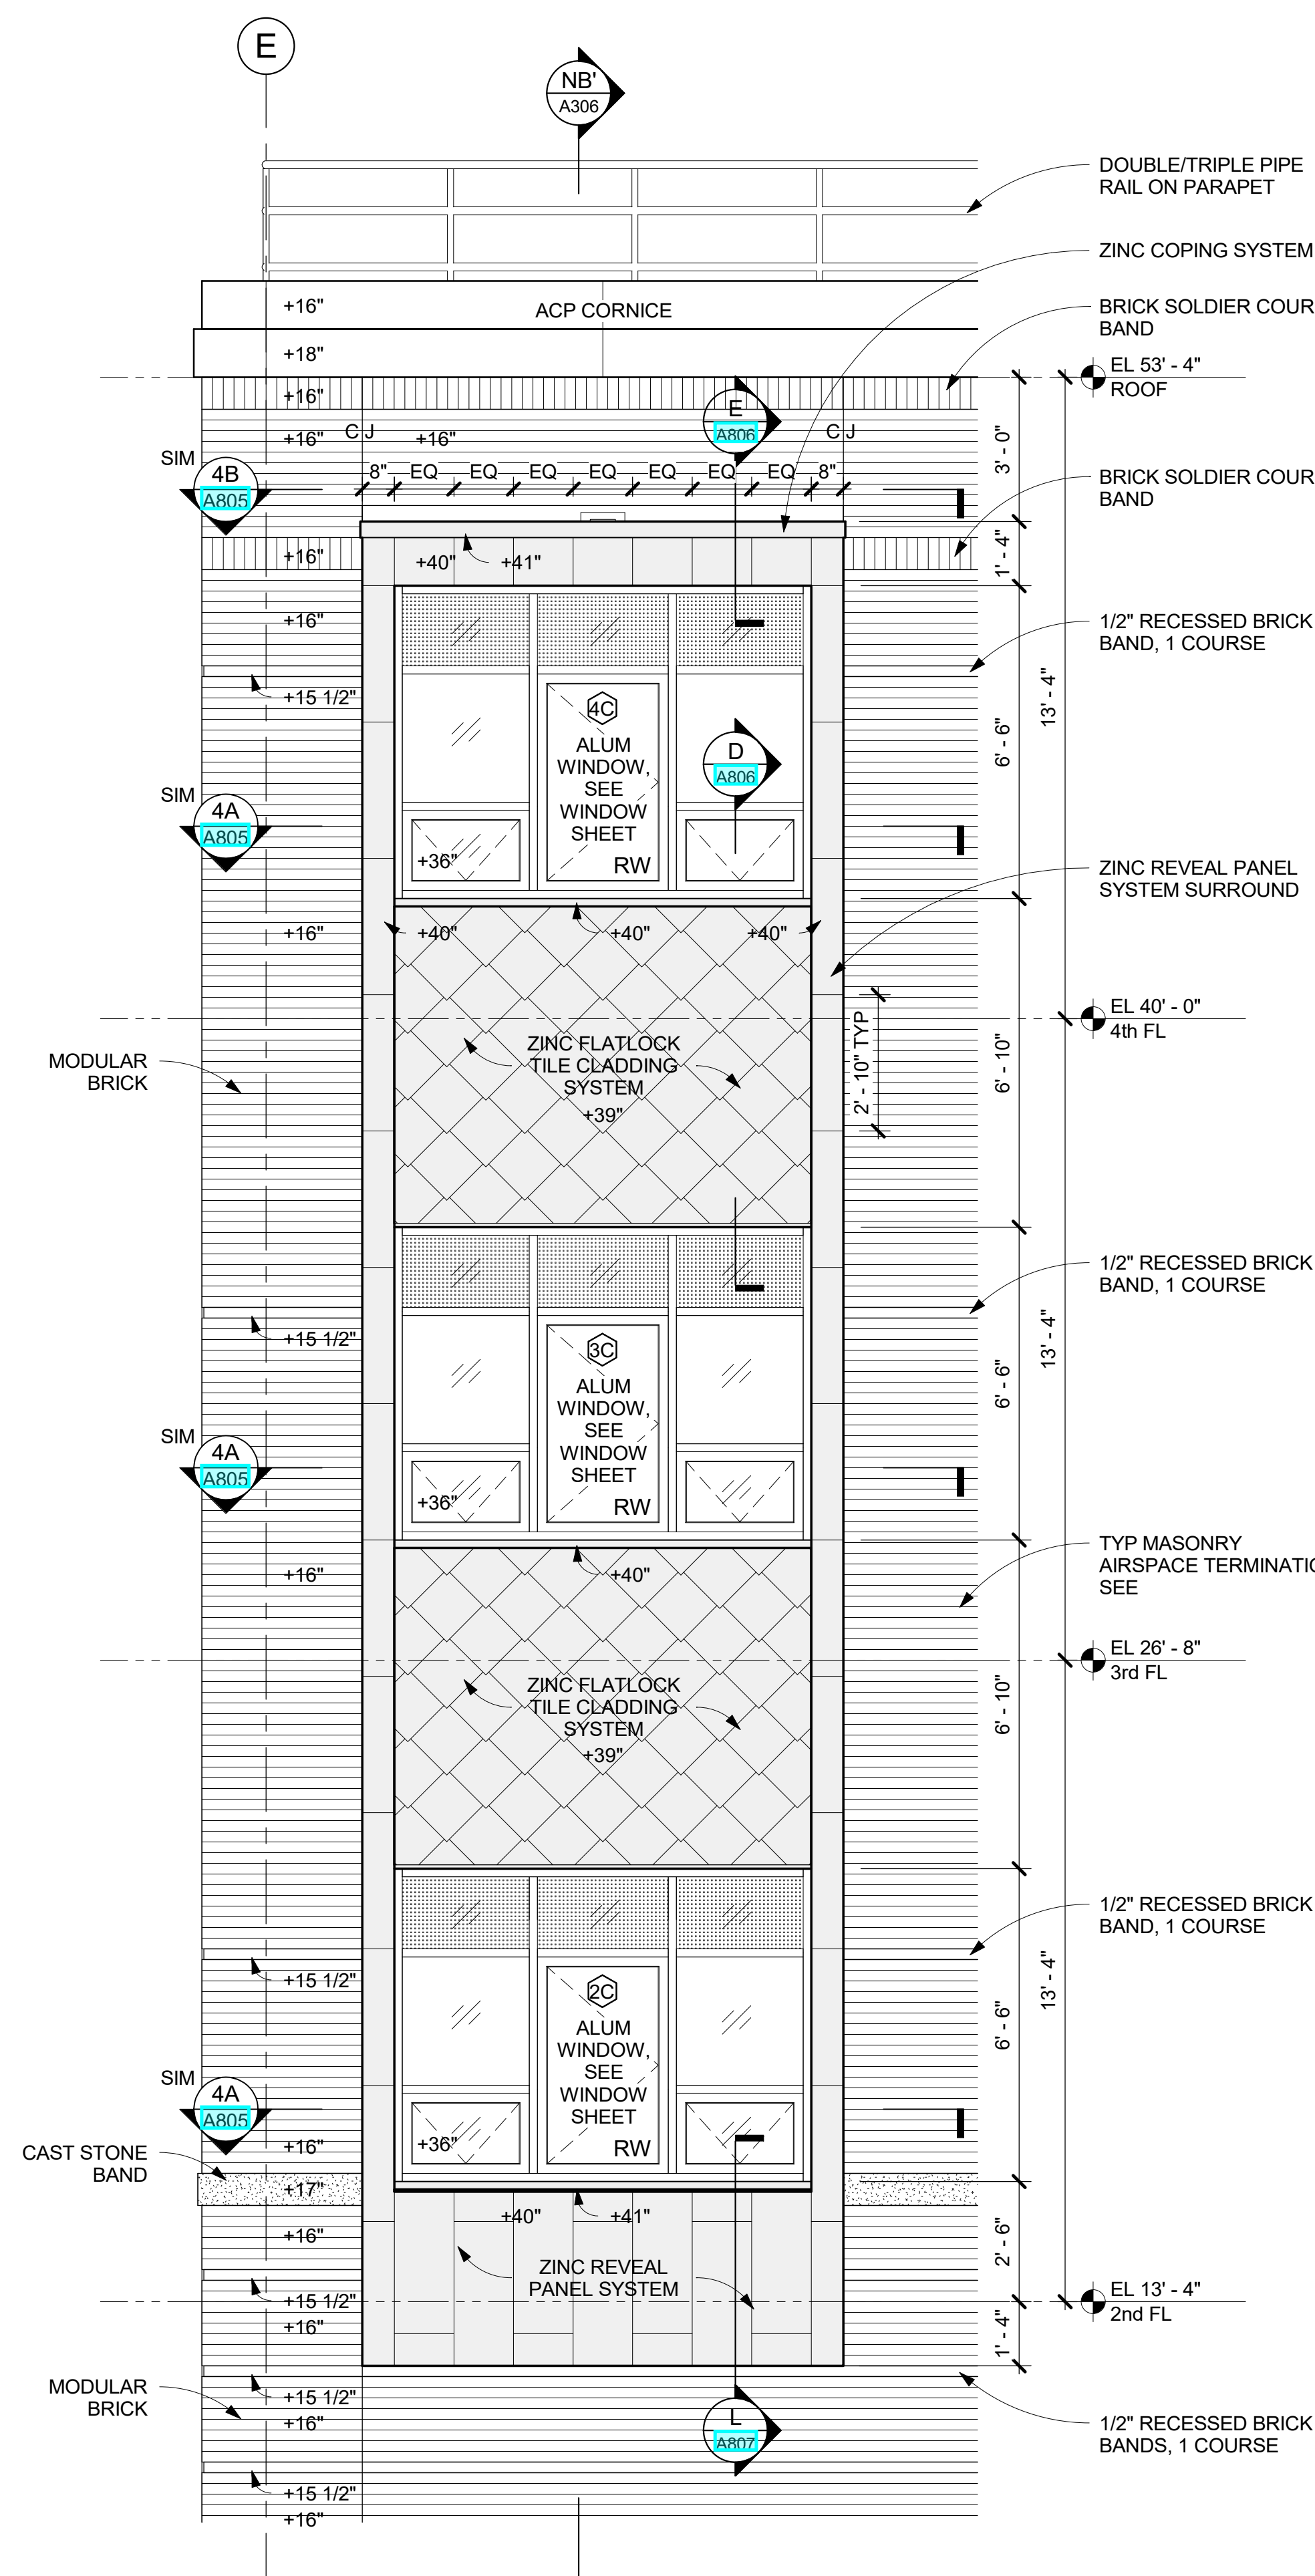 E
NB'
A306
DOUBLE/TRIPLE PIPE
RAIL ON PARAPET
ZINC COPING SYSTEM
+16"
ACP CORNICE
BRICK SOLDIER COUR
BAND
+18"
EL 53' - 4"
ROOF
+16"
E
A806
+16"
C J
+16"
C J
3' - 0"
SIM
4B
A805
8"
EQ
EQ
EQ
EQ
EQ
EQ
EQ
8"
BRICK SOLDIER COUR
BAND
+16"
+40"
+41"
1' - 4"
+16"
1/2" RECESSED BRICK
BAND, 1 COURSE
+15 1/2"
4C
ALUM
WINDOW,
SEE
WINDOW
SHEET
RW
D
A806
6' - 6"
13' - 4"
SIM
4A
A805
+36"
ZINC REVEAL PANEL
SYSTEM SURROUND
+16"
+40"
+40"
+40"
EL 40' - 0"
4th FL
MODULAR
BRICK
ZINC FLATLOCK
TILE CLADDING
SYSTEM
+39"
2' - 10" TYP
6' - 10"
1/2" RECESSED BRICK
BAND, 1 COURSE
+15 1/2"
3C
ALUM
WINDOW,
SEE
WINDOW
SHEET
RW
6' - 6"
13' - 4"
SIM
4A
A805
+36"
TYP MASONRY
AIRSPACE TERMINATIO
SEE
+16"
+40"
EL 26' - 8"
3rd FL
ZINC FLATLOCK
TILE CLADDING
SYSTEM
+39"
6' - 10"
1/2" RECESSED BRICK
BAND, 1 COURSE
+15 1/2"
2C
ALUM
WINDOW,
SEE
WINDOW
SHEET
RW
6' - 6"
13' - 4"
SIM
4A
A805
+36"
+16"
CAST STONE
BAND
+17"
+40"
+41"
+16"
2' - 6"
ZINC REVEAL
PANEL SYSTEM
EL 13' - 4"
2nd FL
+15 1/2"
+16"
1' - 4"
MODULAR
BRICK
+15 1/2"
+16"
L
A807
1/2" RECESSED BRICK
BANDS, 1 COURSE
+15 1/2"
+16"